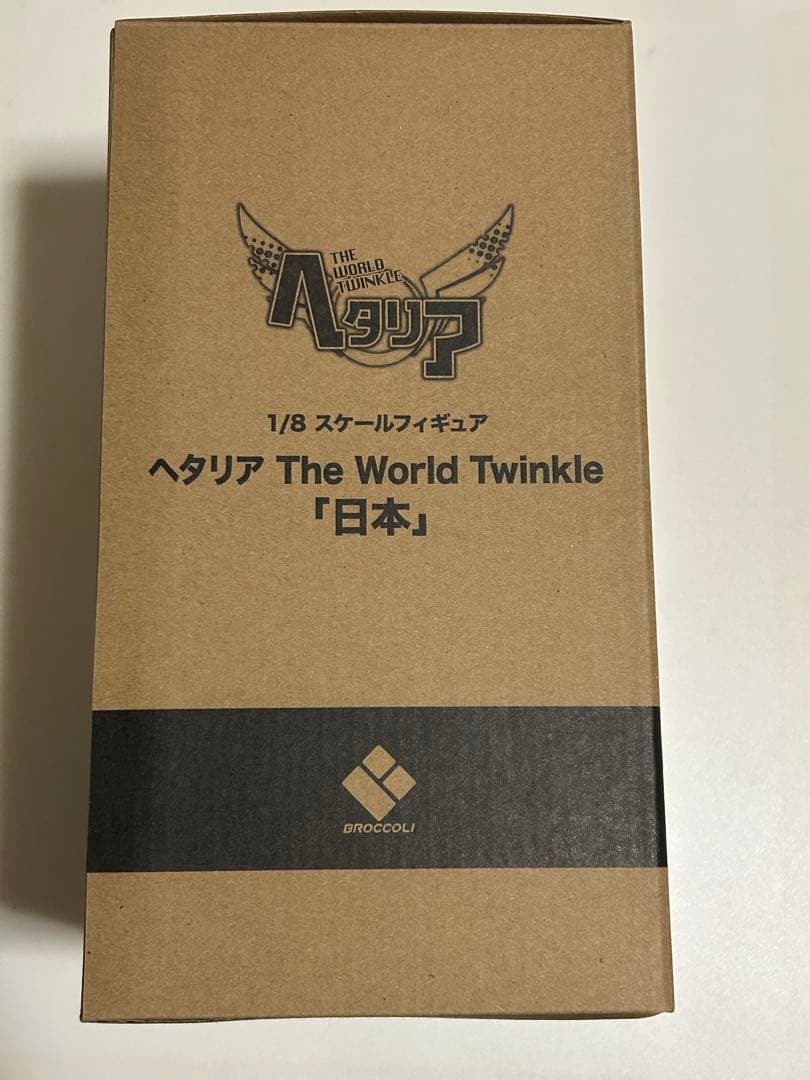 THE
WORLD
TWINKLE
ヘタリア
1/8 スケールフィギュア
ヘタリア The World Twinkle
「日本」
BROCCOLI